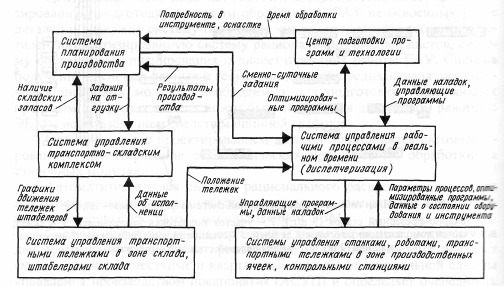 Потребность в
инструменте, оснастке
Время обработки
Система
планирования
производства
Центр подготовки про-
грамм и технологии
Наличие
складских
запасов
Задания
на от-
грузку
Результаты
производ-
ства
Сменно-суточные
задания
Оптимизированные
программы
Данные наладок,
управляющие
программы
Система управления
транспортно-складским
комплексом
Система управления рабо-
чими процессами в реаль-
ном времени
(диспетчеризация)
Графики
движения
тележек
штабелеров
Данные
об испол-
нении
Положение
тележек
Управляющие програм-
мы, данные наладок
Параметры процессов, опти-
мизированные программы,
данные о состоянии обору-
дования и инструмента
Система управления транспорт-
ными тележками в зоне склада,
штабелерами склада
Системы управления станками, роботами, транс-
портными тележками в зоне производственных
ячеек, контрольными станциями